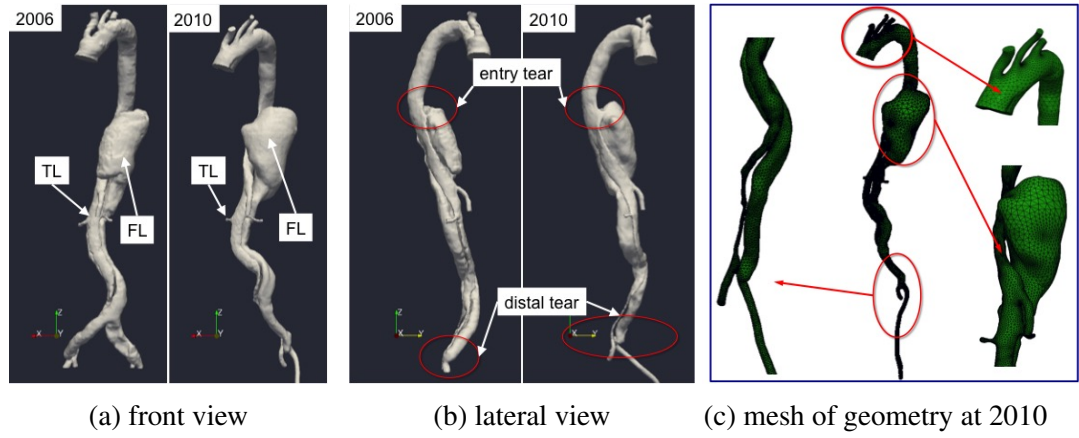 2006
2010
TL
FL
TL
FL
X
Z
Y
X
Z
Y
(a) front view
2006
2010
entry tear
distal tear
X
Z
Y
X
Z
Y
(b) lateral view
(c) mesh of geometry at 2010